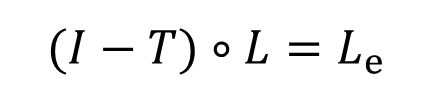 (I − T) ∘ L = Lₑ